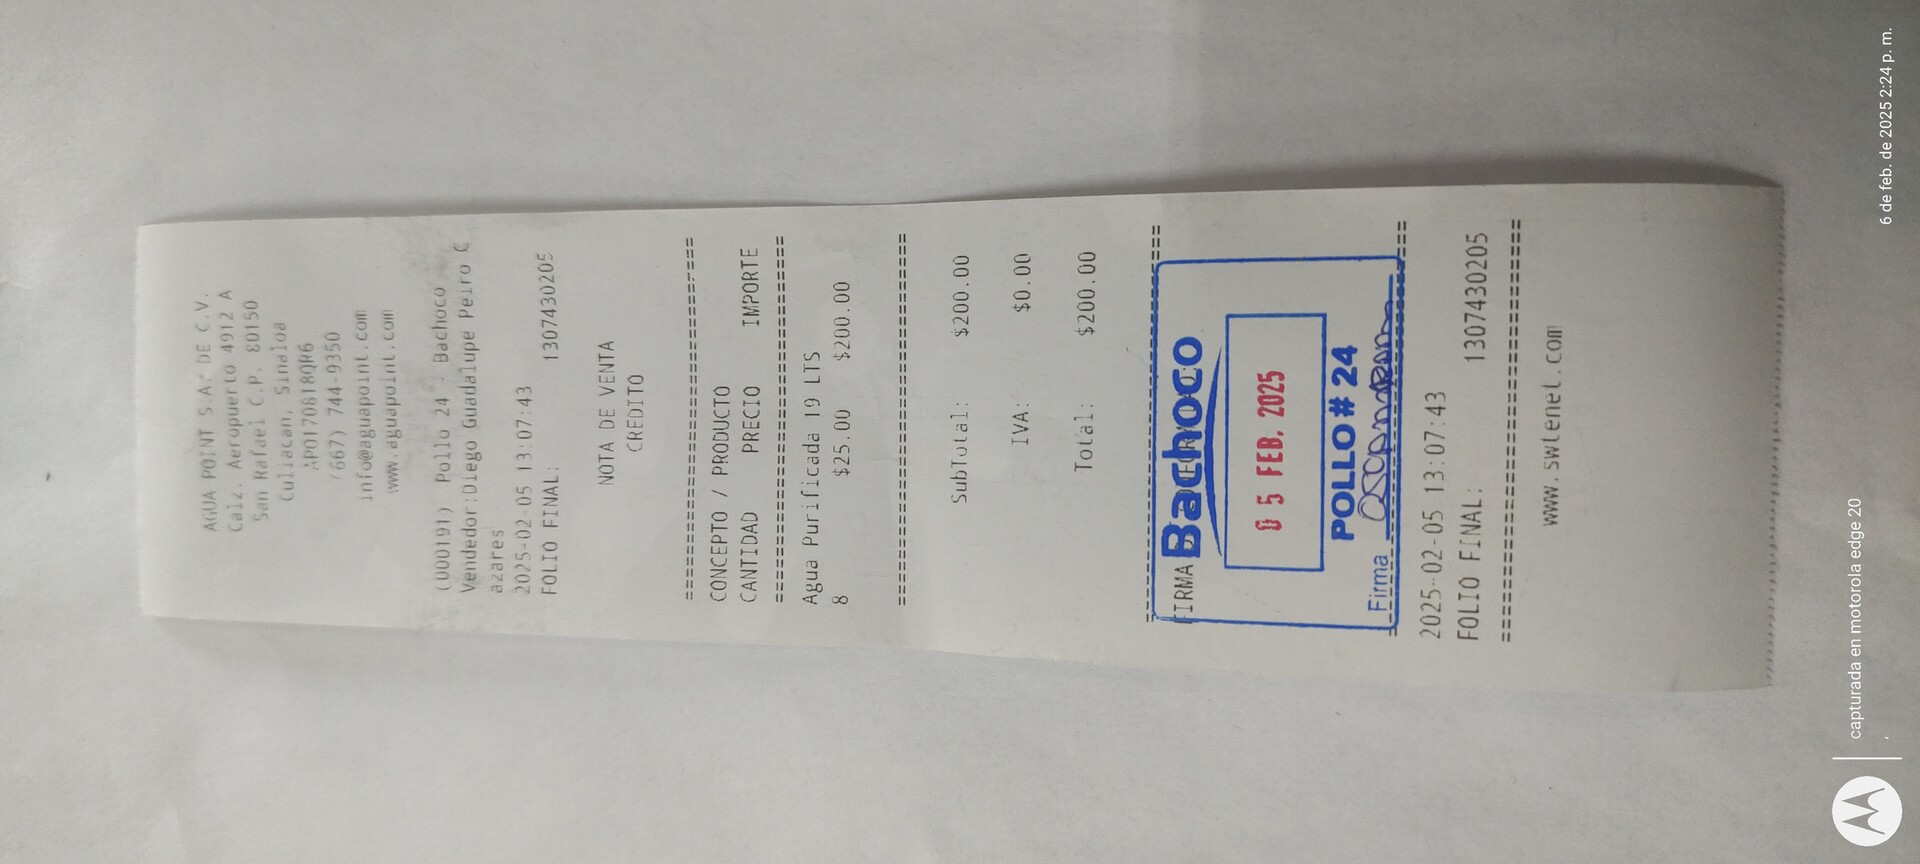 AGUA POINT S.A. DE C.V.
Calz. Aeropuerto 4912 A
San Rafael C.P. 80150
Culiacan, Sinaloa
APO170818QR6
(667) 744-9350
info@aguapoint.com
www.aguapoint.com
(000191) Pollo 24 : Bachoco
Vendedor:Diego Guadalupe Peiro C
azares
2025-02-05 13:07:43
FOLIO FINAL: 1307430205
NOTA DE VENTA
CREDITO
================================
CONCEPTO / PRODUCTO
CANTIDAD PRECIO IMPORTE
================================
Agua Purificada 19 LTS
8 $25.00 $200.00
================================
SubTotal: $200.00
IVA: $0.00
Total: $200.00
================================
FIRMA
Bachoco
05 FEB. 2025
POLLO # 24
Firma
================================
2025-02-05 13:07:43
FOLIO FINAL: 1307430205
================================
www.swtenet.com
capturada en motorola edge 20
6 de feb. de 2025 2:24 p. m.